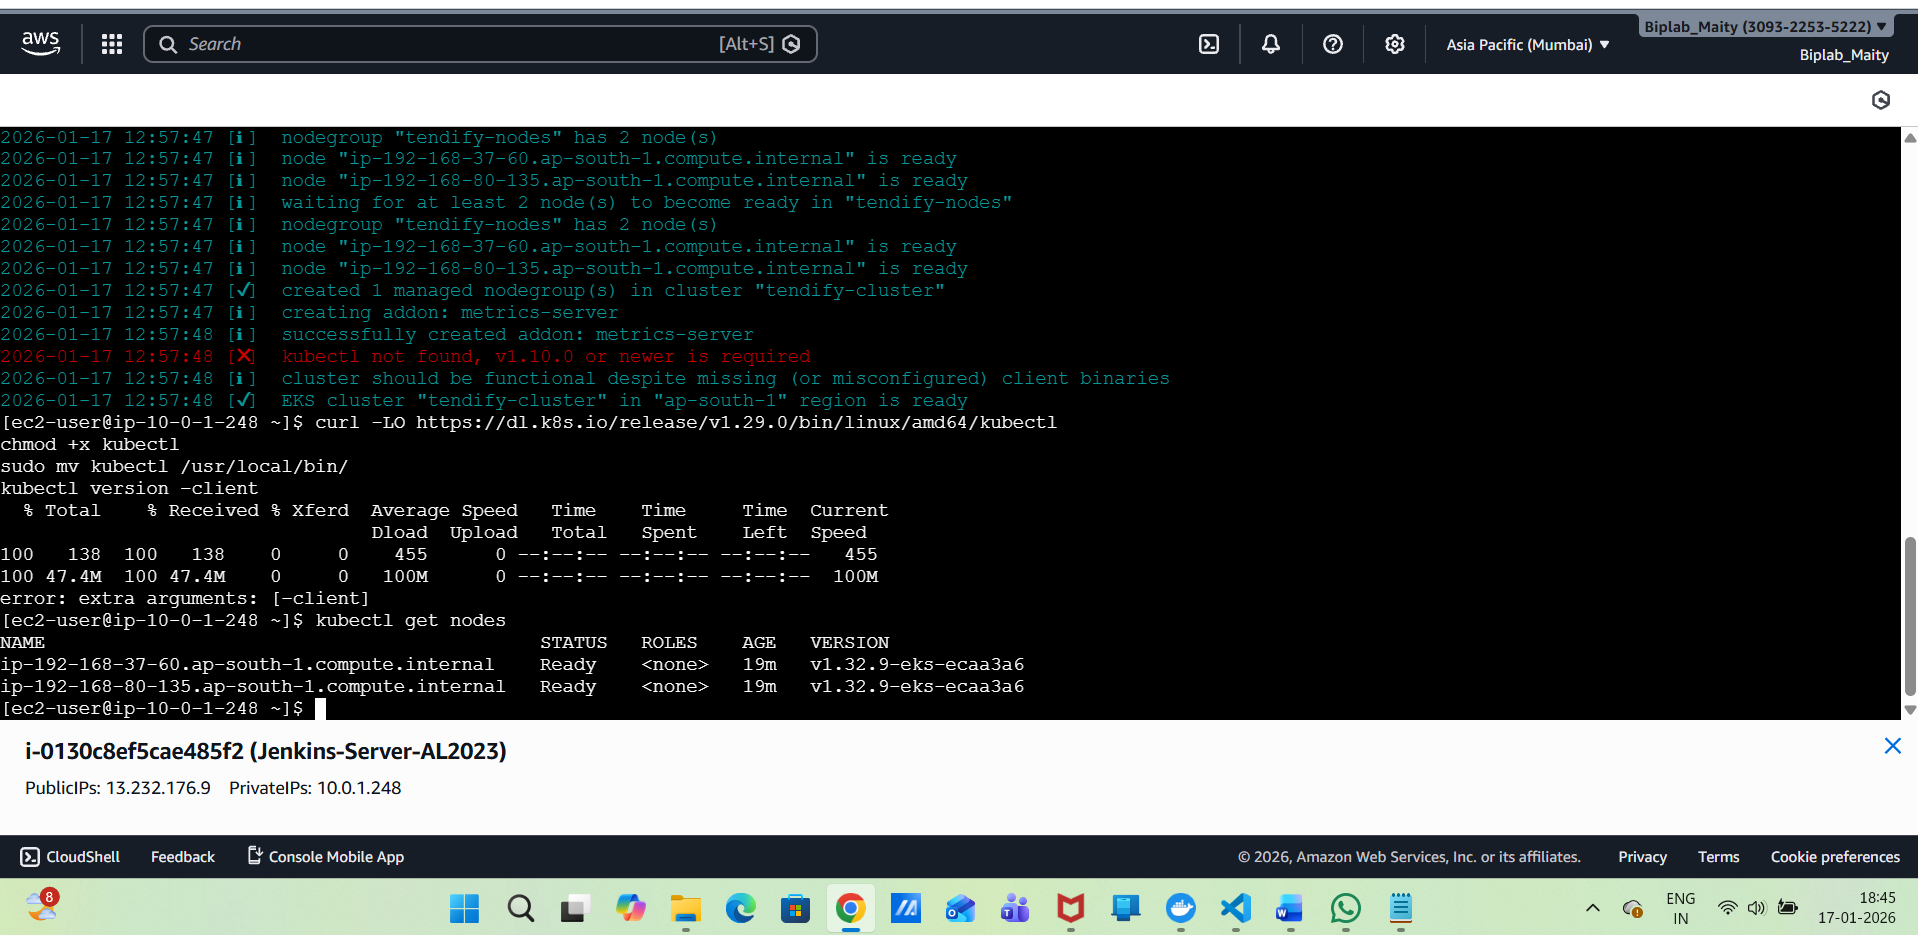 aws
Search [Alt+S]
Asia Pacific (Mumbai) ▼
Biplab_Maity (3093-2253-5222) ▼
Biplab_Maity
2026-01-17 12:57:47 [ℹ]  nodegroup "tendify-nodes" has 2 node(s)
2026-01-17 12:57:47 [ℹ]  node "ip-192-168-37-60.ap-south-1.compute.internal" is ready
2026-01-17 12:57:47 [ℹ]  node "ip-192-168-80-135.ap-south-1.compute.internal" is ready
2026-01-17 12:57:47 [ℹ]  waiting for at least 2 node(s) to become ready in "tendify-nodes"
2026-01-17 12:57:47 [ℹ]  nodegroup "tendify-nodes" has 2 node(s)
2026-01-17 12:57:47 [ℹ]  node "ip-192-168-37-60.ap-south-1.compute.internal" is ready
2026-01-17 12:57:47 [ℹ]  node "ip-192-168-80-135.ap-south-1.compute.internal" is ready
2026-01-17 12:57:47 [✓]  created 1 managed nodegroup(s) in cluster "tendify-cluster"
2026-01-17 12:57:47 [ℹ]  creating addon: metrics-server
2026-01-17 12:57:48 [ℹ]  successfully created addon: metrics-server
2026-01-17 12:57:48 [✕]  kubectl not found, v1.10.0 or newer is required
2026-01-17 12:57:48 [ℹ]  cluster should be functional despite missing (or misconfigured) client binaries
2026-01-17 12:57:48 [✓]  EKS cluster "tendify-cluster" in "ap-south-1" region is ready
[ec2-user@ip-10-0-1-248 ~]$ curl -LO https://dl.k8s.io/release/v1.29.0/bin/linux/amd64/kubectl
chmod +x kubectl
sudo mv kubectl /usr/local/bin/
kubectl version –client
% Total % Received % Xferd Average Speed Time Time Time Current
Dload Upload Total Spent Left Speed
100 138 100 138 0 0 455 0 --:--:-- --:--:-- --:--:-- 455
100 47.4M 100 47.4M 0 0 100M 0 --:--:-- --:--:-- --:--:-- 100M
error: extra arguments: [–client]
[ec2-user@ip-10-0-1-248 ~]$ kubectl get nodes
NAME STATUS ROLES AGE VERSION
ip-192-168-37-60.ap-south-1.compute.internal Ready <none> 19m v1.32.9-eks-ecaa3a6
ip-192-168-80-135.ap-south-1.compute.internal Ready <none> 19m v1.32.9-eks-ecaa3a6
[ec2-user@ip-10-0-1-248 ~]$
i-0130c8ef5cae485f2 (Jenkins-Server-AL2023)
PublicIPs: 13.232.176.9 PrivateIPs: 10.0.1.248
CloudShell Feedback Console Mobile App © 2026, Amazon Web Services, Inc. or its affiliates. Privacy Terms Cookie preferences
8
ENG
IN
18:45
17-01-2026